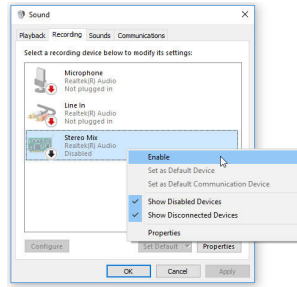 Sound
Playback Recording Sounds Communications
Select a recording device below to modify its settings:
Microphone
Realtek(R) Audio
Not plugged in
Line In
Realtek(R) Audio
Not plugged in
Stereo Mix
Realtek(R) Audio
Disabled
Enable
Set as Default Device
Set as Default Communication Device
Show Disabled Devices
Show Disconnected Devices
Properties
Configure Set Default Properties
OK Cancel Apply